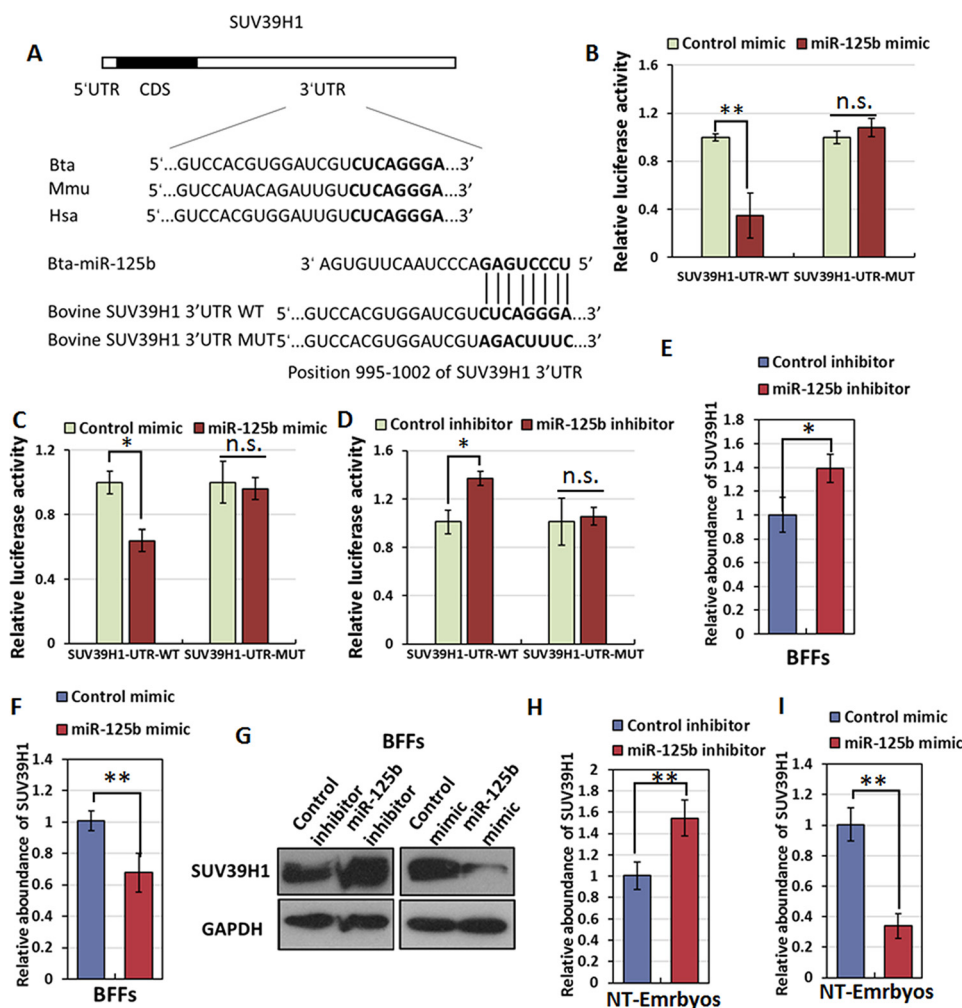 SUV39H1
A
5‘UTR CDS 3‘UTR
Bta 5‘...GUCCACGUGGAUCGUCUCAGGGA...3’
Mmu 5‘...GUCCAUACAGAUUGUCUCAGGGA...3’
Hsa 5‘...GUCCACGUGGAUUGUCUCAGGGA...3’
Bta-miR-125b 3‘ AGUGUUCAAUCCCAGAGUCCCU 5’
Bovine SUV39H1 3’UTR WT 5‘...GUCCACGUGGAUCGUCUCAGGGA...3’
Bovine SUV39H1 3’UTR MUT 5‘...GUCCACGUGGAUCGUAGACUUUC...3’
Position 995-1002 of SUV39H1 3’UTR
B
Control mimic miR-125b mimic
Relative luciferase activity
1.6
1.2
0.8
0.4
0
** n.s.
SUV39H1-UTR-WT SUV39H1-UTR-MUT
C
Control mimic miR-125b mimic
Relative luciferase activity
1.2
0.8
0.4
0
* n.s.
SUV39H1-UTR-WT SUV39H1-UTR-MUT
D
Control inhibitor miR-125b inhibitor
Relative luciferase activity
1.6
1.2
0.8
0.4
0
* n.s.
SUV39H1-UTR-WT SUV39H1-UTR-MUT
E
Control inhibitor
miR-125b inhibitor
Relative aboundance of SUV39H1
1.4
1.2
1
0.8
0.6
0.4
0.2
0
*
BFFs
F
Control mimic
miR-125b mimic
Relative aboundance of SUV39H1
1.4
1.2
1
0.8
0.6
0.4
0.2
0
**
BFFs
G
BFFs
Control inhibitor
miR-125b inhibitor
Control mimic
miR-125b mimic
SUV39H1
GAPDH
H
Control inhibitor
miR-125b inhibitor
Relative aboundance of SUV39H1
2
1.8
1.6
1.4
1.2
1
0.8
0.6
0.4
0.2
0
**
NT-Emrbyos
I
Control mimic
miR-125b mimic
Relative aboundance of SUV39H1
1.4
1.2
1
0.8
0.6
0.4
0.2
0
**
NT-Emrbyos